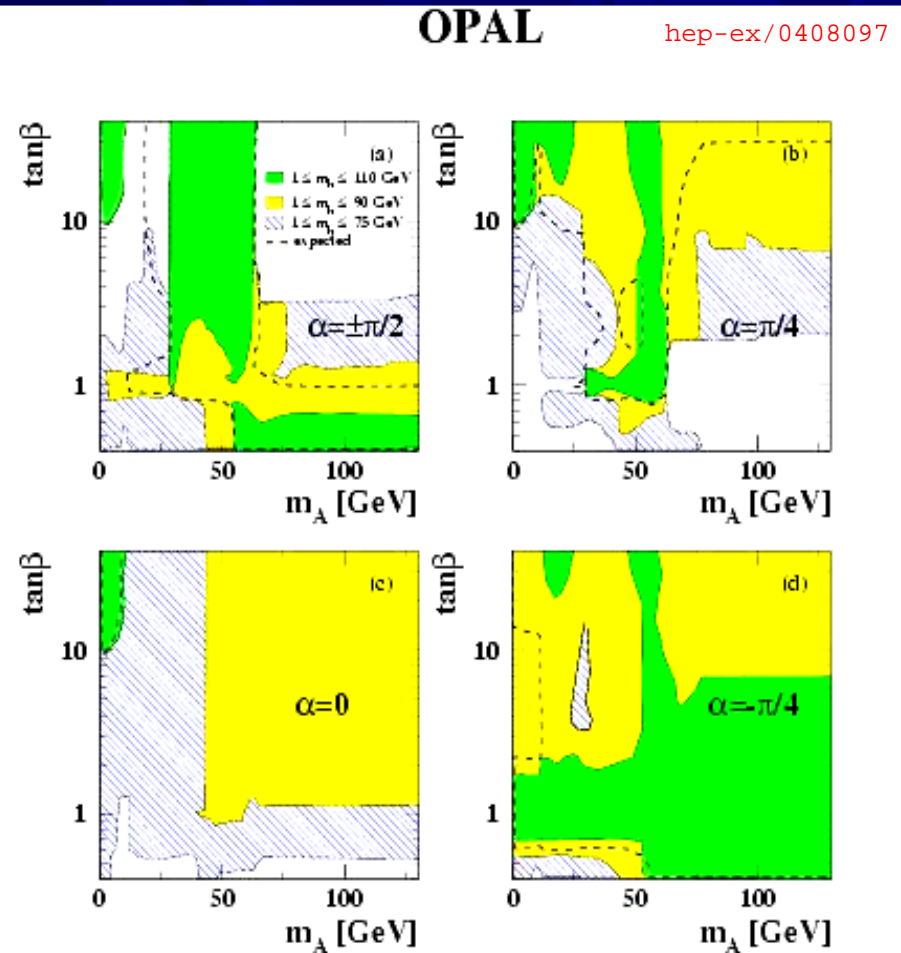 OPAL
hep-ex/0408097
tanβ
10
1
(a)
1 ≤ m_h ≤ 110 GeV
1 ≤ m_h ≤ 90 GeV
1 ≤ m_h ≤ 75 GeV
expected
α=±π/2
0 50 100
m_A [GeV]
tanβ
10
1
(b)
α=π/4
0 50 100
m_A [GeV]
tanβ
10
1
(c)
α=0
0 50 100
m_A [GeV]
tanβ
10
1
(d)
α=-π/4
0 50 100
m_A [GeV]